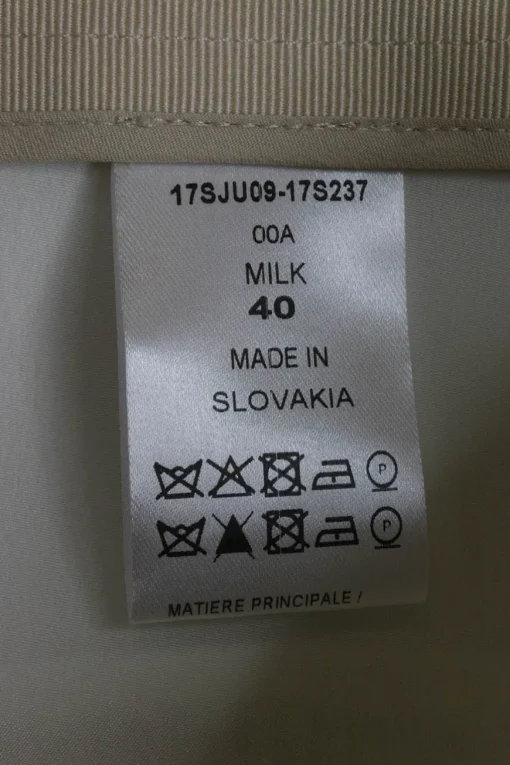 17SJU09-17S237
00A
MILK
40
MADE IN
SLOVAKIA
P
P
MATIERE PRINCIPALE /